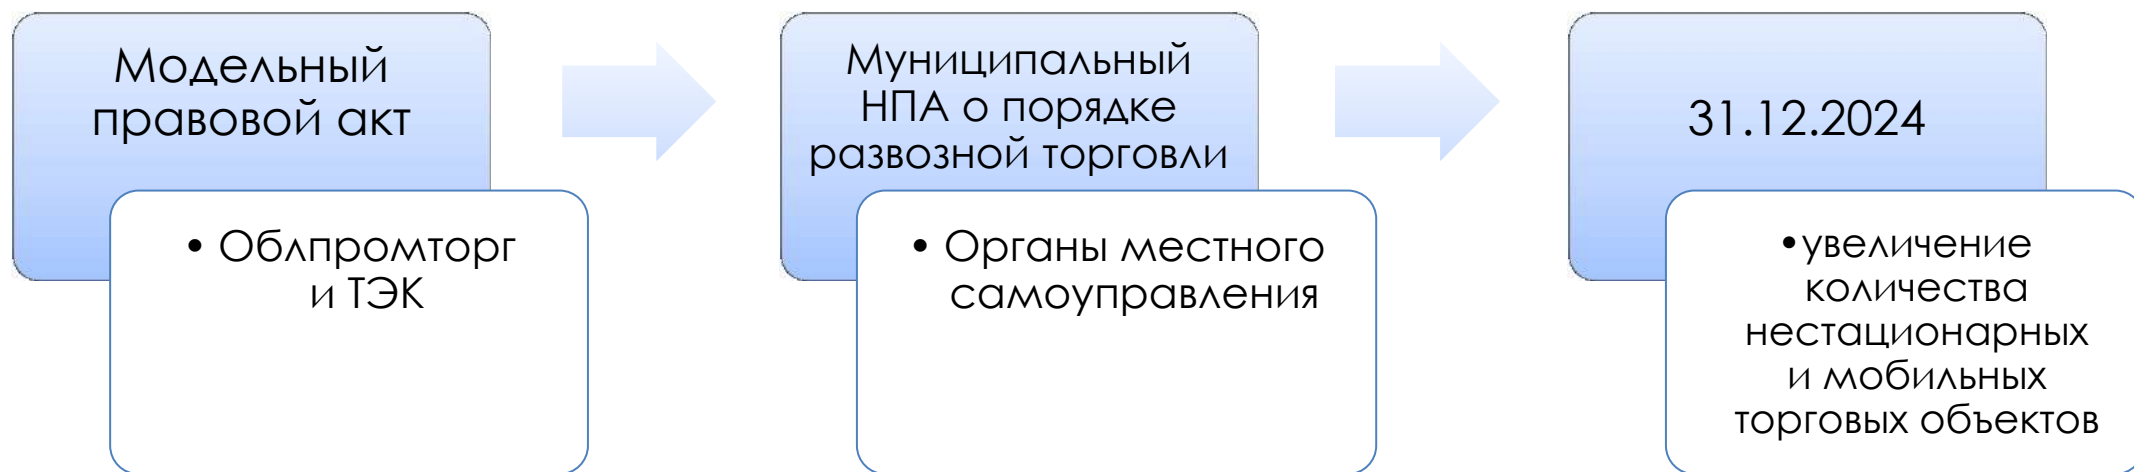 Модельный
правовой акт
• Облпромторг
и ТЭК
Муниципальный
НПА о порядке
развозной торговли
• Органы местного
самоуправления
31.12.2024
•увеличение
количества
нестационарных
и мобильных
торговых объектов